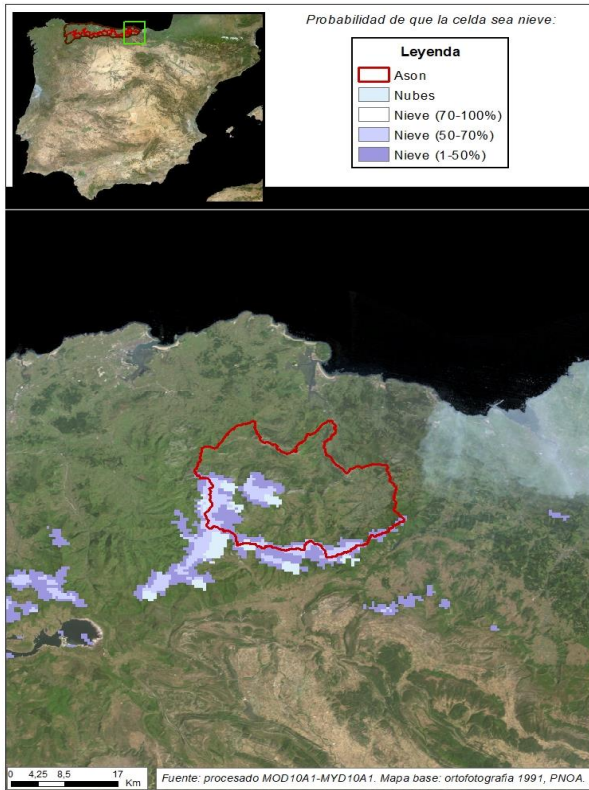 Probabilidad de que la celda sea nieve:
Leyenda
Ason
Nubes
Nieve (70-100%)
Nieve (50-70%)
Nieve (1-50%)
0 4,25 8,5 17
Km
Fuente: procesado MOD10A1-MYD10A1. Mapa base: ortofotografia 1991, PNOA.